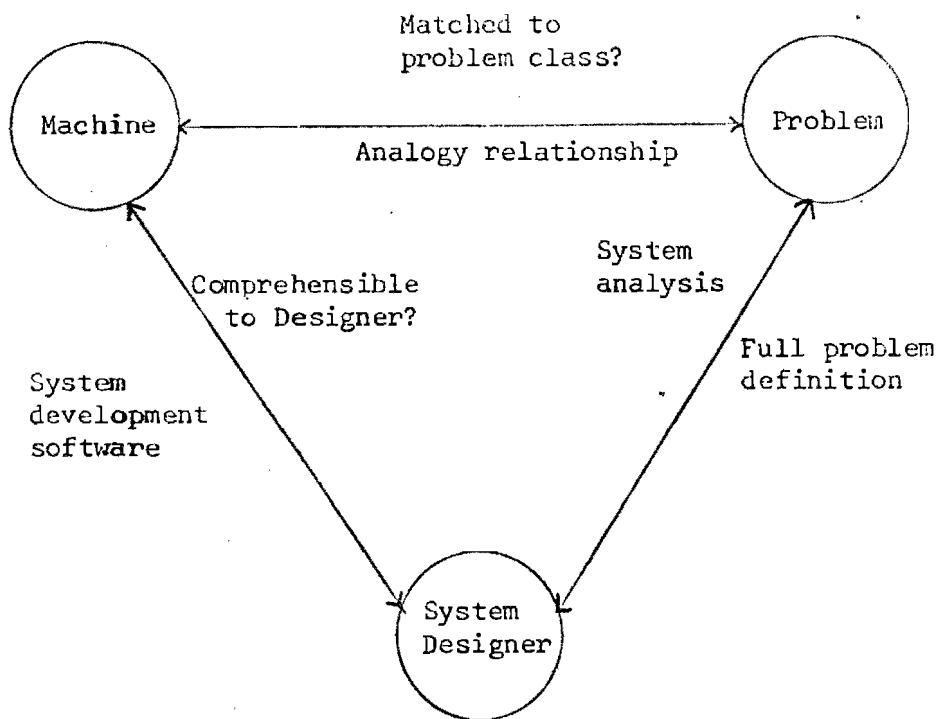 Matched to
problem class?
Machine
Problem
Analogy relationship
System
analysis
Comprehensible
to Designer?
Full problem
definition
System
development
software
System
Designer